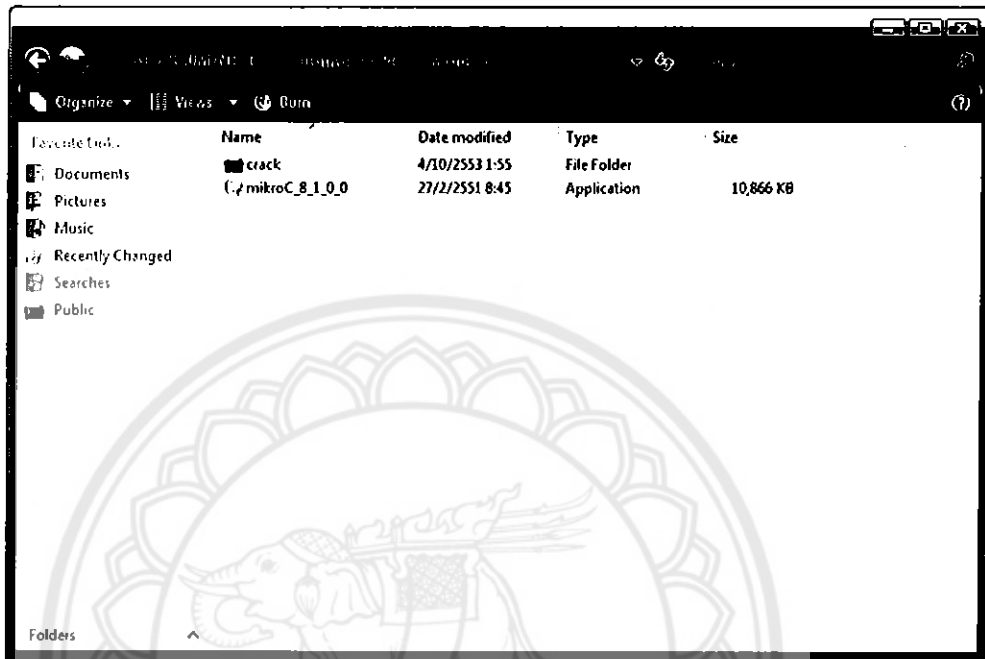 Organize Views Burn
Name Date modified Type Size
crack 4/10/2553 1:55 File Folder
mikroC_8_1_0_0 27/2/2551 8:45 Application 10,866 KB
Documents
Pictures
Music
Recently Changed
Searches
Public
Folders